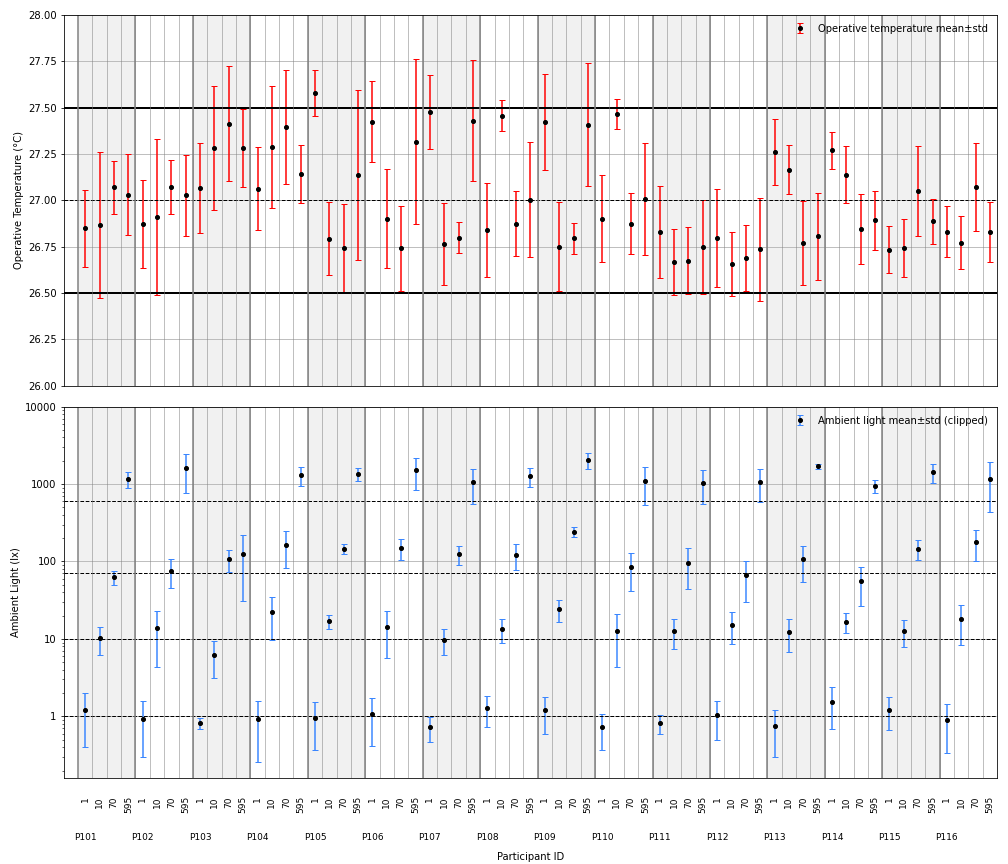 28.00
Operative temperature mean±std
27.75
27.50
27.25
27.00
26.75
26.50
26.25
26.00
Operative Temperature (°C)
10000
Ambient light mean±std (clipped)
1000
100
10
1
Ambient Light (lx)
1 10 70 595 1 10 70 595 1 10 70 595 1 10 70 595 1 10 70 595 1 10 70 595 1 10 70 595 1 10 70 595 1 10 70 595 1 10 70 595 1 10 70 595 1 10 70 595 1 10 70 595 1 10 70 595 1 10 70 595 1 10 70 595
P101 P102 P103 P104 P105 P106 P107 P108 P109 P110 P111 P112 P113 P114 P115 P116
Participant ID